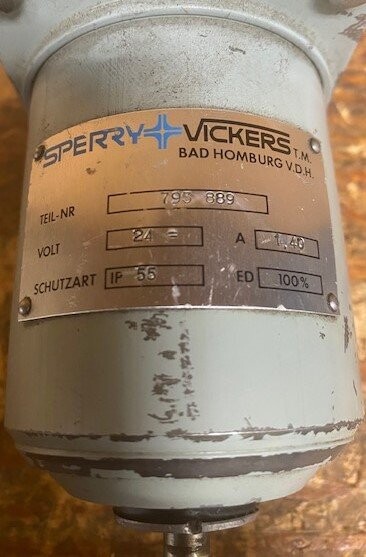 SPERRY VICKERS T.M.
BAD HOMBURG V.D.H.
TEIL-NR 795 889
VOLT 24 = A 1,40
SCHUTZART IP 55 ED 100%